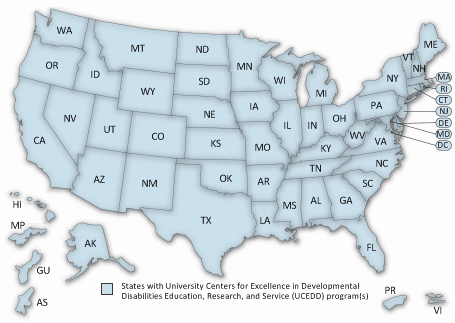 WA
MT
ND
MN
ME
VT
NH
OR
ID
SD
WI
MI
NY
MA
RI
CT
WY
IA
PA
NJ
NV
NE
IL
IN
OH
DE
MD
DC
CA
UT
CO
KS
MO
WV
VA
KY
NC
TN
AZ
NM
OK
AR
SC
MS
AL
GA
TX
LA
FL
HI
MP
AK
GU
AS
PR
VI
States with University Centers for Excellence in Developmental
Disabilities Education, Research, and Service (UCEDD) program(s)